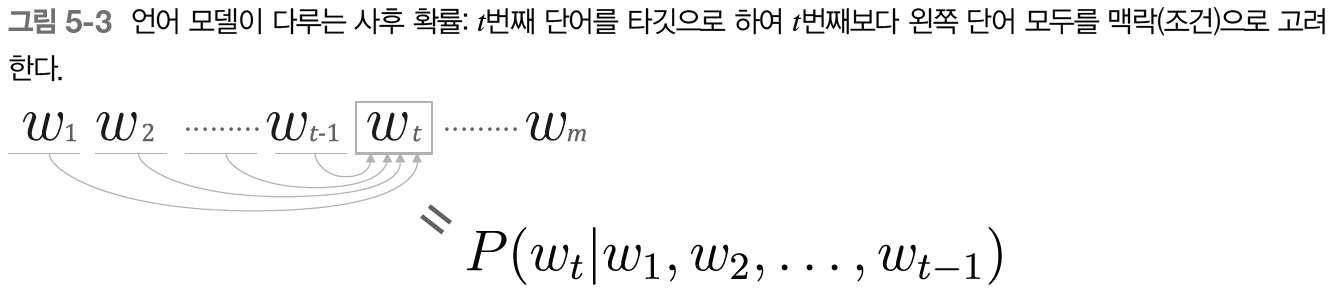 그림 5-3 언어 모델이 다루는 사후 확률: t번째 단어를 타깃으로 하여 t번째보다 왼쪽 단어 모두를 맥락(조건)으로 고려
한다.
w₁ w₂ ········· wₜ₋₁ wₜ ········· wₘ
=
P(wₜ|w₁, w₂, . . . , wₜ₋₁)